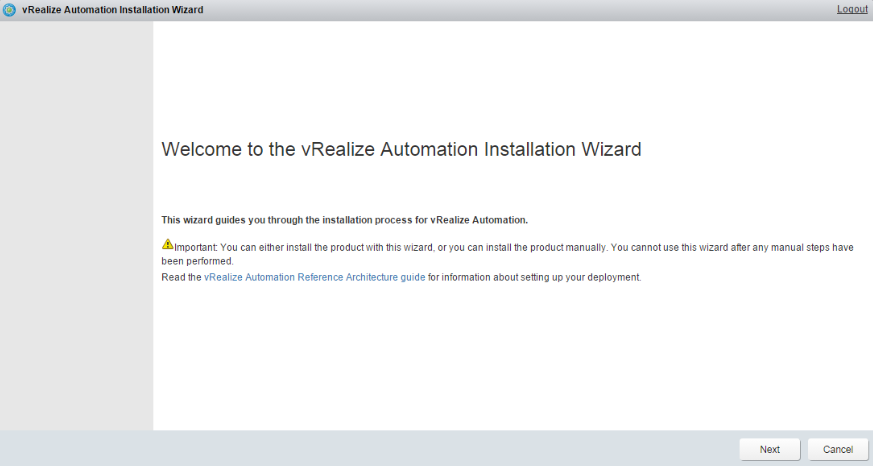 vRealize Automation Installation Wizard
Logout
Welcome to the vRealize Automation Installation Wizard
This wizard guides you through the installation process for vRealize Automation.
Important: You can either install the product with this wizard, or you can install the product manually. You cannot use this wizard after any manual steps have
been performed.
Read the vRealize Automation Reference Architecture guide for information about setting up your deployment.
Next
Cancel